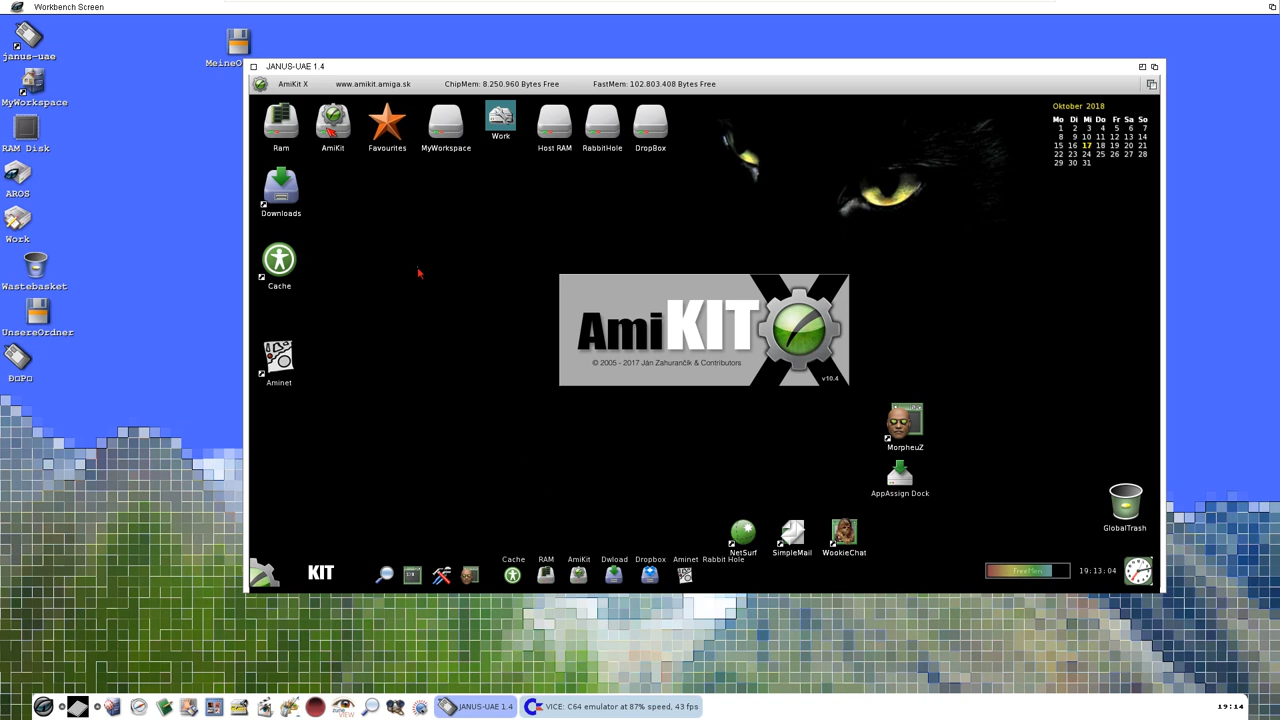 Workbench Screen
janus-uae
MeineO
MyWorkspace
RAM Disk
AROS
Work
Wastebasket
UnsereOrdner
ÐoPo
JANUS-UAE 1.4
AmiKit X www.amikit.amiga.sk ChipMem: 8.250.960 Bytes Free FastMem: 102.803.408 Bytes Free
Ram AmiKit Favourites MyWorkspace Work Host RAM RabbitHole DropBox
Oktober 2018
Mo Di Mi Do Fr Sa So
1 2 3 4 5 6 7
8 9 10 11 12 13 14
15 16 17 18 19 20 21
22 23 24 25 26 27 28
29 30 31
Downloads
Cache
Aminet
AmiKIT
© 2005 - 2017 Ján Zahurančík & Contributors
v10.4
MorpheuZ
AppAssign Dock
GlobalTrash
NetSurf SimpleMail WookieChat
Cache RAM AmiKit Dwload Dropbox Aminet Rabbit Hole
KIT
FreeMem 19:13:04
JANUS-UAE 1.4 VICE: C64 emulator at 87% speed, 43 fps 19:14